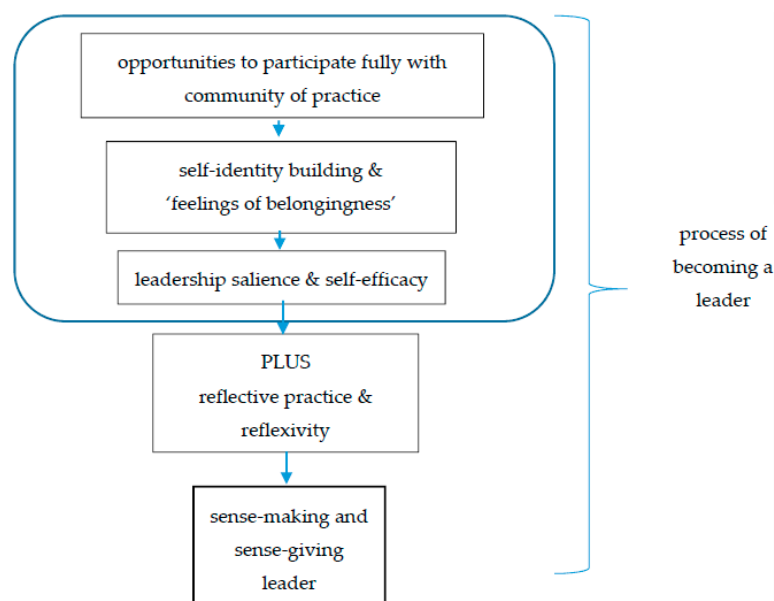 opportunities to participate fully with
community of practice
self-identity building &
‘feelings of belongingness’
leadership salience & self-efficacy
PLUS
reflective practice &
reflexivity
sense-making and
sense-giving
leader
process of
becoming a
leader